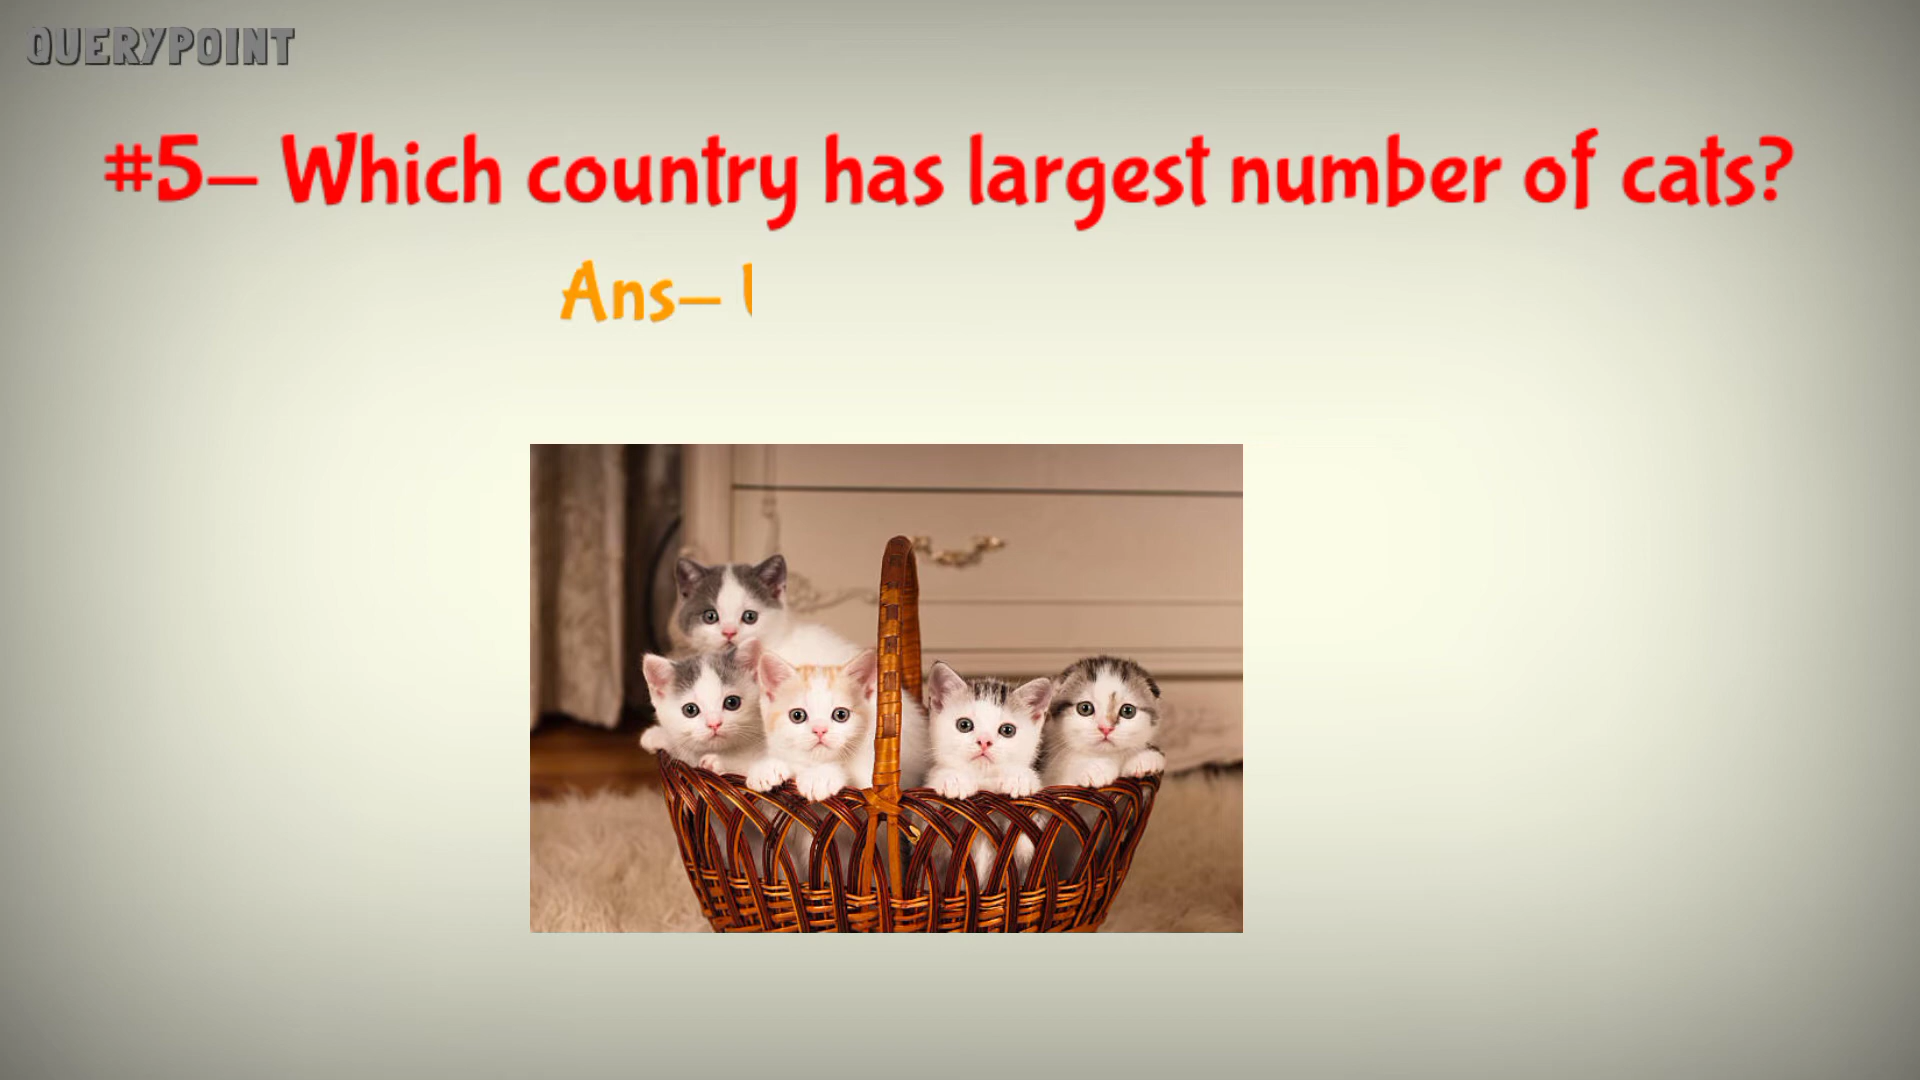 QUERYPOINT
#5– Which country has largest number of cats?
Ans–